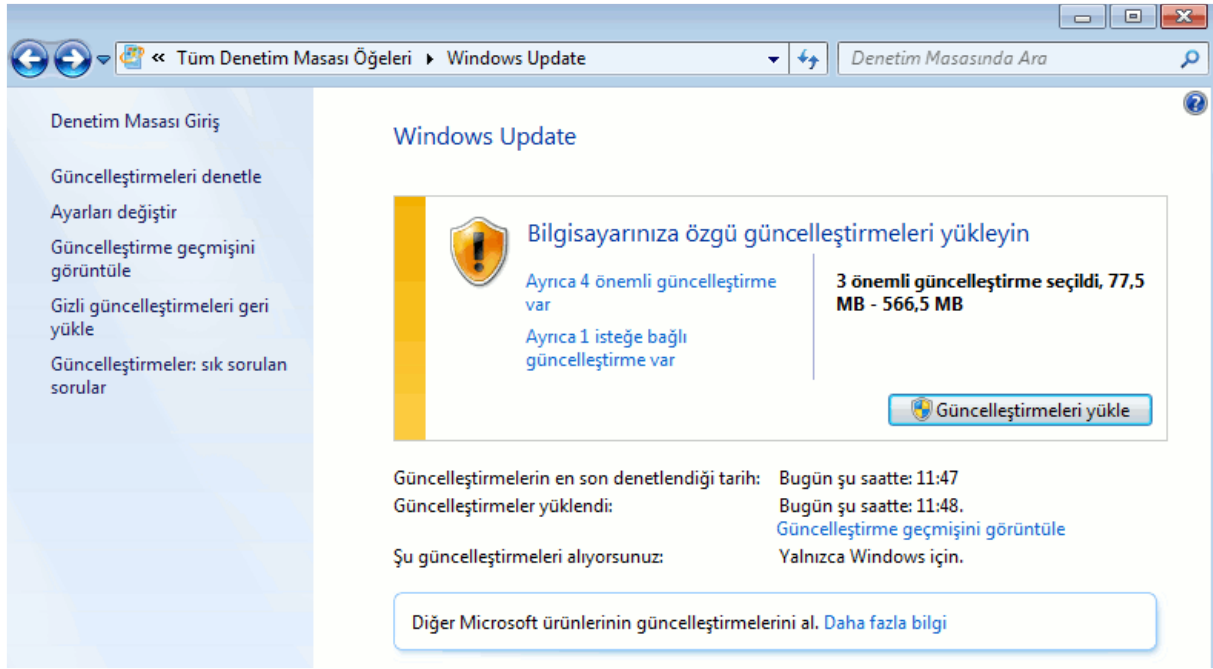 « Tüm Denetim Masası Öğeleri ▸ Windows Update
Denetim Masasında Ara
Denetim Masası Giriş
Güncelleştirmeleri denetle
Ayarları değiştir
Güncelleştirme geçmişini
görüntüle
Gizli güncelleştirmeleri geri
yükle
Güncelleştirmeler: sık sorulan
sorular
Windows Update
Bilgisayarınıza özgü güncelleştirmeleri yükleyin
Ayrıca 4 önemli güncelleştirme
var
Ayrıca 1 isteğe bağlı
güncelleştirme var
3 önemli güncelleştirme seçildi, 77,5
MB - 566,5 MB
Güncelleştirmeleri yükle
Güncelleştirmelerin en son denetlendiği tarih: Bugün şu saatte: 11:47
Güncelleştirmeler yüklendi: Bugün şu saatte: 11:48.
Güncelleştirme geçmişini görüntüle
Şu güncelleştirmeleri alıyorsunuz: Yalnızca Windows için.
Diğer Microsoft ürünlerinin güncelleştirmelerini al. Daha fazla bilgi